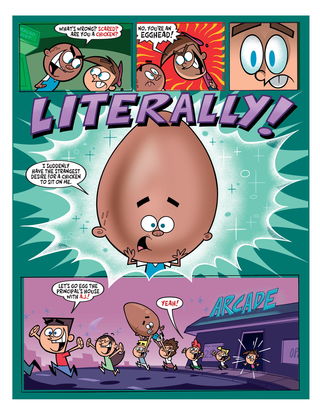 WHAT'S WRONG? SCARED?
ARE YOU A CHICKEN?
NO, YOU'RE AN
EGGHEAD!
LITERALLY!
I SUDDENLY
HAVE THE STRANGEST
DESIRE FOR A CHICKEN
TO SIT ON ME.
LET'S GO EGG THE
PRINCIPAL'S HOUSE
WITH A.J.!
YEAH!
ARCADE